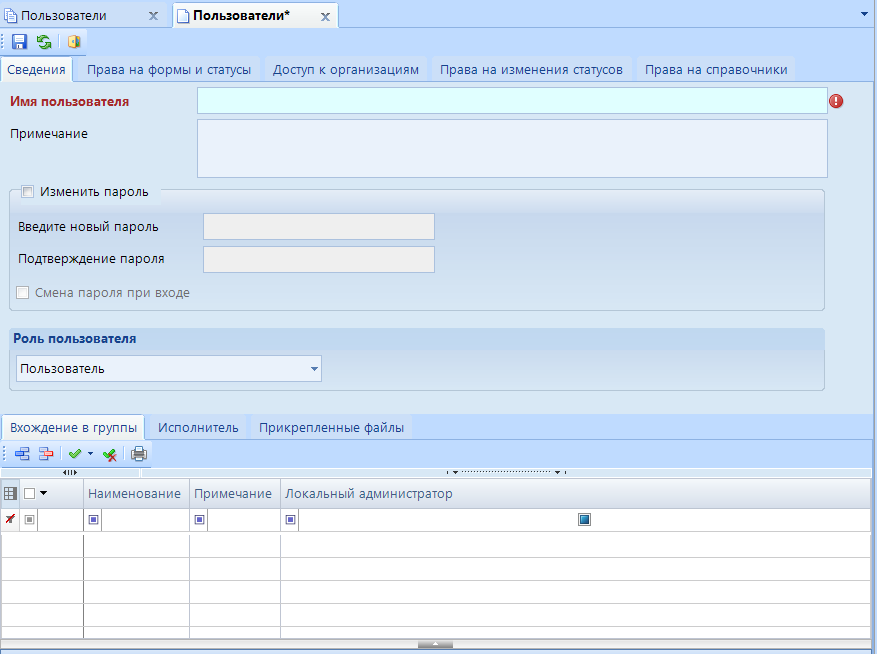 Пользователи
Пользователи*
Сведения Права на формы и статусы Доступ к организациям Права на изменения статусов Права на справочники
Имя пользователя
Примечание
Изменить пароль
Введите новый пароль
Подтверждение пароля
Смена пароля при входе
Роль пользователя
Пользователь
Вхождение в группы Исполнитель Прикрепленные файлы
Наименование Примечание Локальный администратор